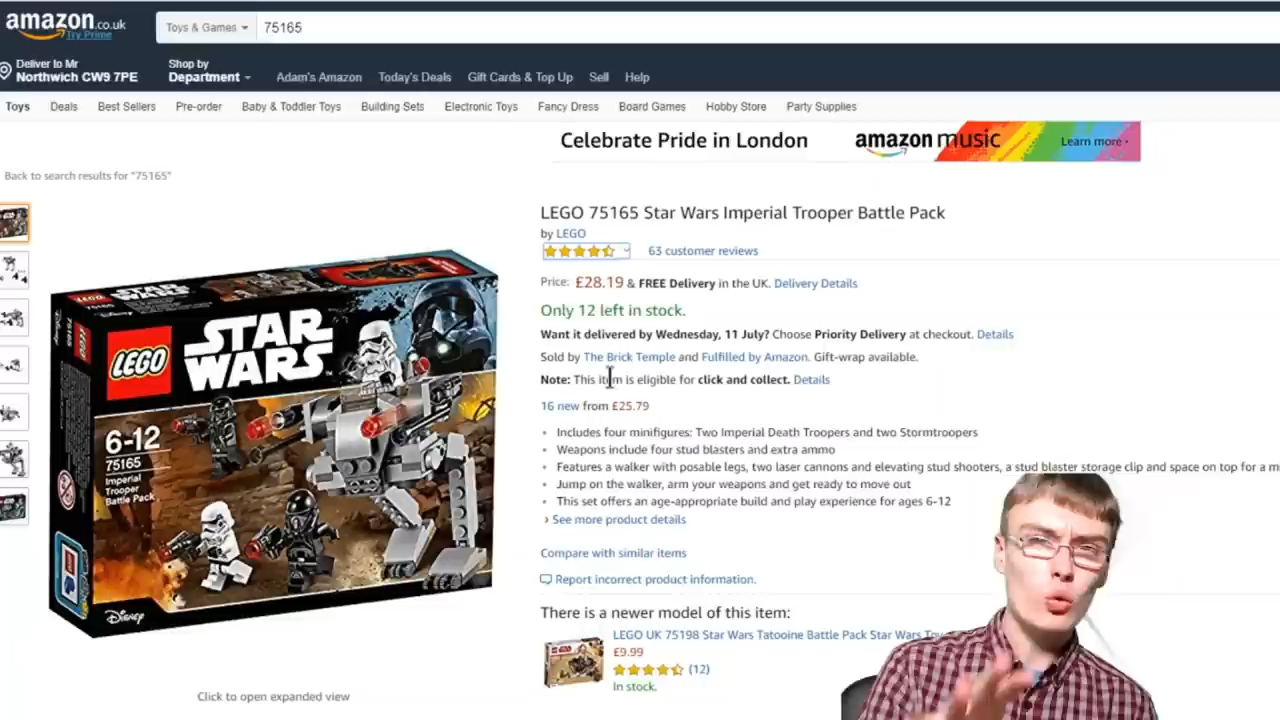 amazon.co.uk
Try Prime
Toys & Games
75165
Deliver to Mr
Northwich CW9 7PE
Shop by
Department
Adam's Amazon
Today's Deals
Gift Cards & Top Up
Sell
Help
Toys
Deals
Best Sellers
Pre-order
Baby & Toddler Toys
Building Sets
Electronic Toys
Fancy Dress
Board Games
Hobby Store
Party Supplies
Celebrate Pride in London
amazon music
Learn more ›
Back to search results for "75165"
LEGO 75165 Star Wars Imperial Trooper Battle Pack
by LEGO
63 customer reviews
Price: £28.19 & FREE Delivery in the UK. Delivery Details
Only 12 left in stock.
Want it delivered by Wednesday, 11 July? Choose Priority Delivery at checkout. Details
Sold by The Brick Temple and Fulfilled by Amazon. Gift-wrap available.
Note: This item is eligible for click and collect. Details
16 new from £25.79
Includes four minifigures: Two Imperial Death Troopers and two Stormtroopers
Weapons include four stud blasters and extra ammo
Features a walker with posable legs, two laser cannons and elevating stud shooters, a stud blaster storage clip and space on top for a
Jump on the walker, arm your weapons and get ready to move out
This set offers an age-appropriate build and play experience for ages 6-12
› See more product details
Compare with similar items
Report incorrect product information.
There is a newer model of this item:
LEGO UK 75198 Star Wars Tatooine Battle Pack Star Wars Toy
£9.99
(12)
In stock.
LEGO
STAR
WARS
6-12
75165
Imperial
Trooper
Battle Pack
Disney
LEGO
STAR
WARS
75165
LEGO
Click to open expanded view